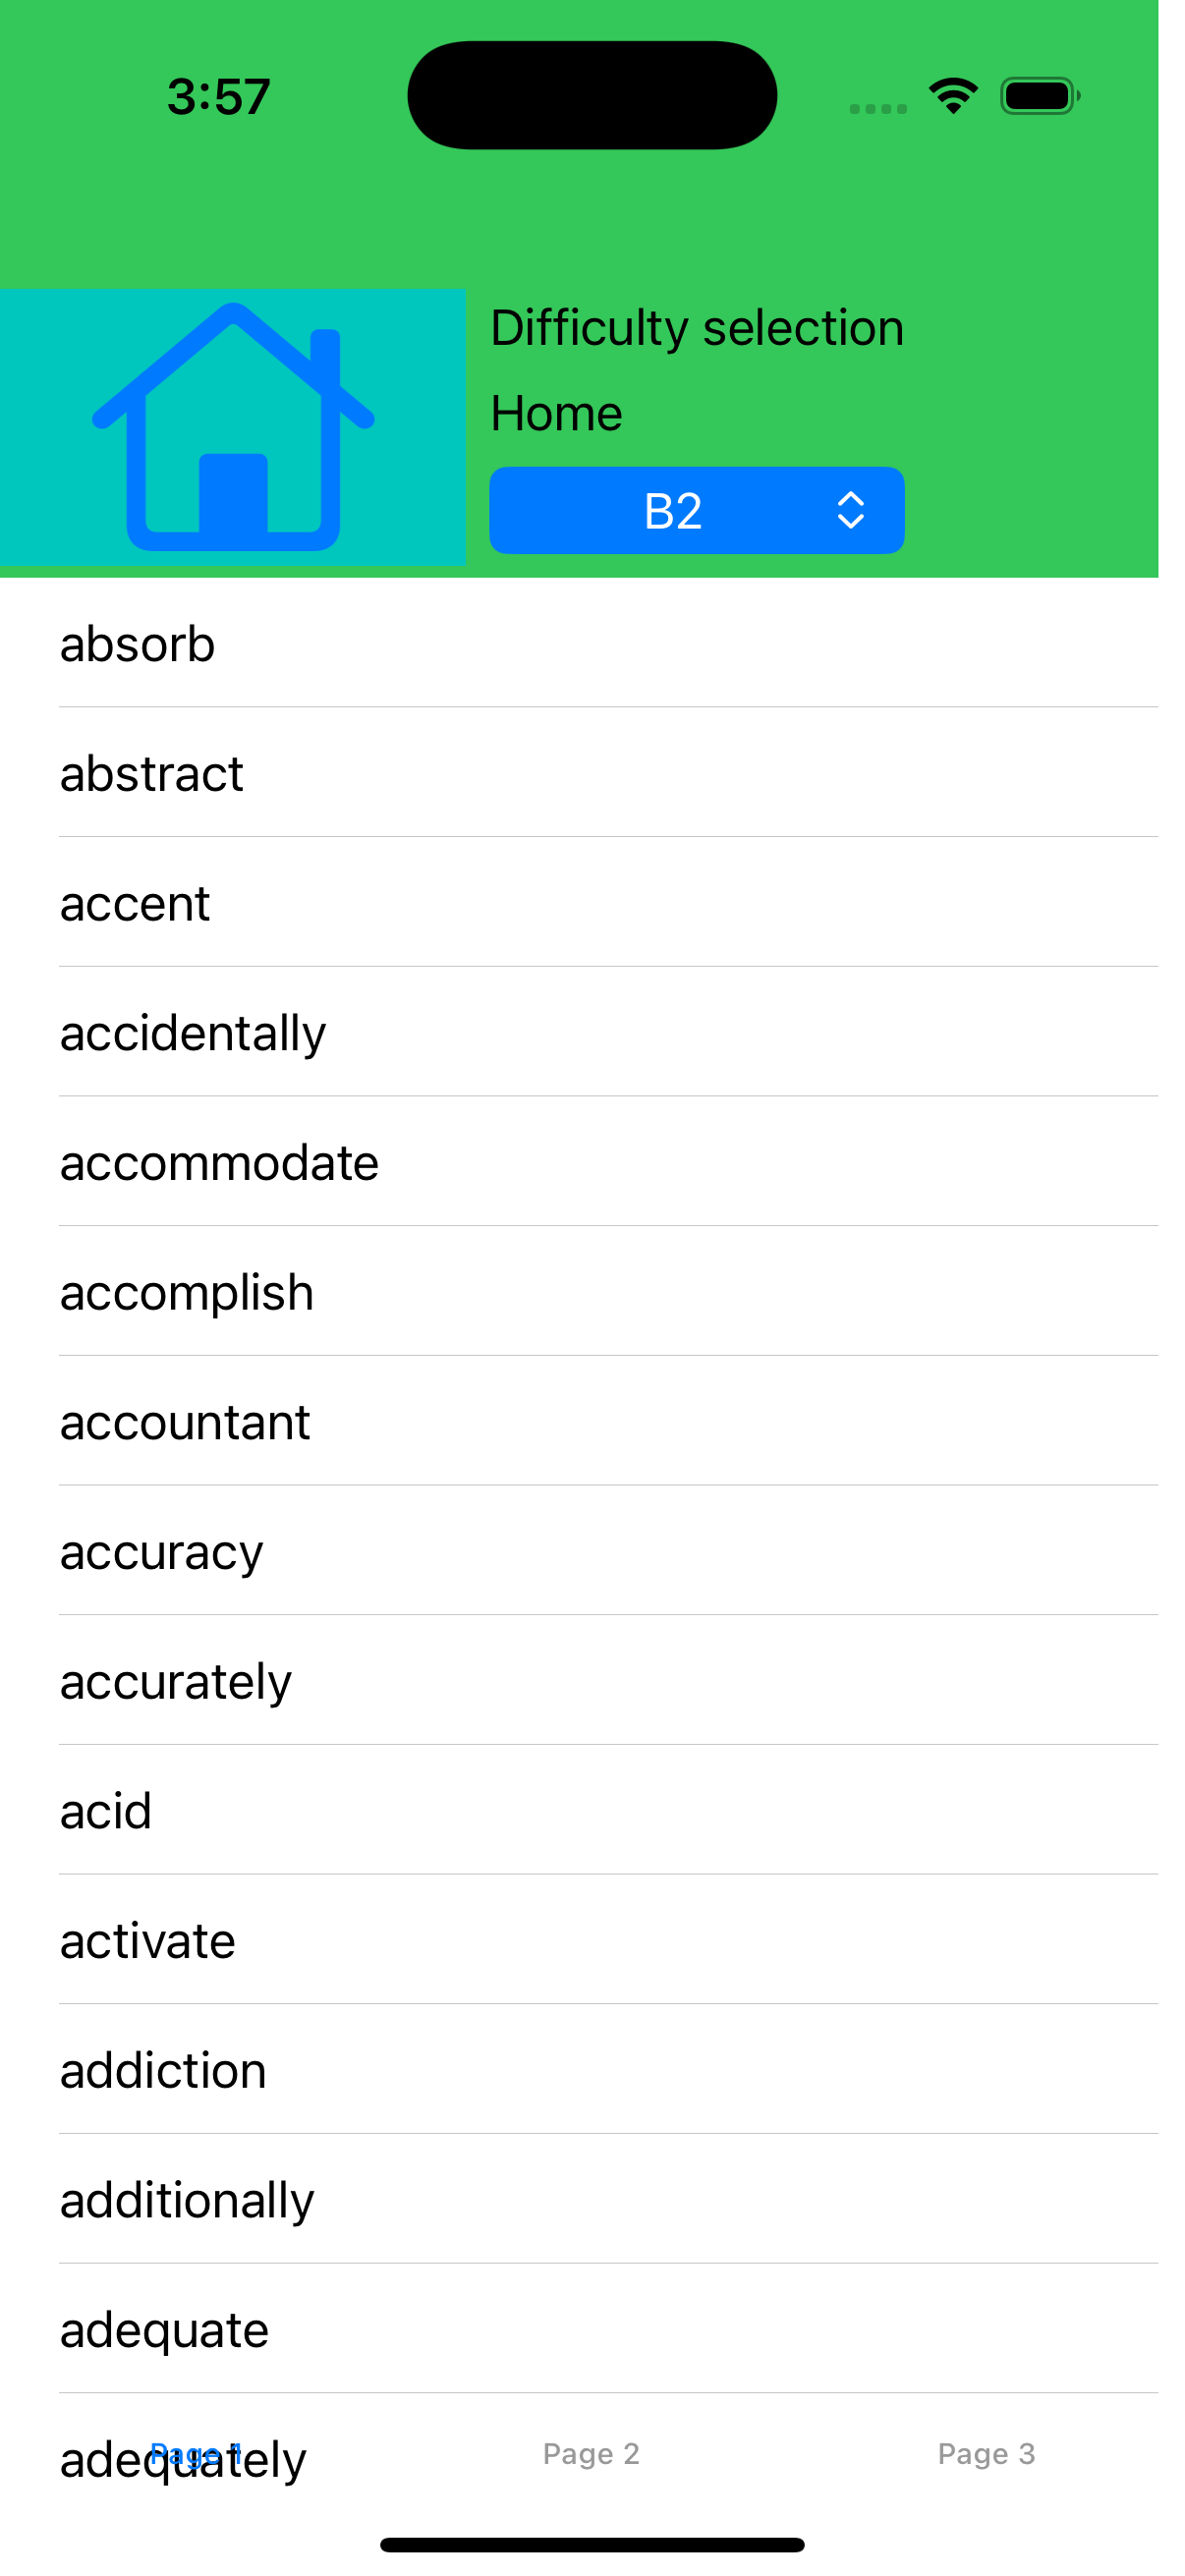 3:57
Difficulty selection
Home
B2
absorb
abstract
accent
accidentally
accommodate
accomplish
accountant
accuracy
accurately
acid
activate
addiction
additionally
adequate
adequately
Page 1
Page 2
Page 3